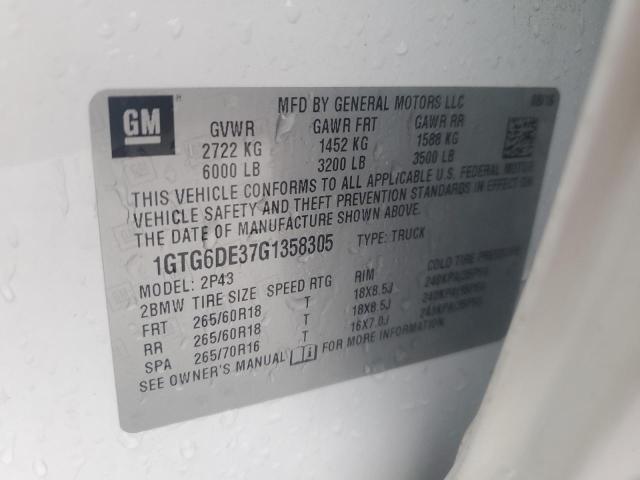 GM
MFD BY GENERAL MOTORS LLC
GVWR GAWR FRT GAWR RR
2722 KG 1452 KG 1588 KG
6000 LB 3200 LB 3500 LB
THIS VEHICLE CONFORMS TO ALL APPLICABLE U.S. FEDERAL MOTOR
VEHICLE SAFETY AND THEFT PREVENTION STANDARDS IN EFFECT ON
THE DATE OF MANUFACTURE SHOWN ABOVE.
1GTG6DE37G1358305 TYPE: TRUCK
MODEL: 2P43
2BMW TIRE SIZE SPEED RTG RIM COLD TIRE PRESSURE
FRT 265/60R18 T 18X8.5J
RR 265/60R18 T 18X8.5J
SPA 265/70R16 T 16X7.0J
SEE OWNER'S MANUAL FOR MORE INFORMATION.